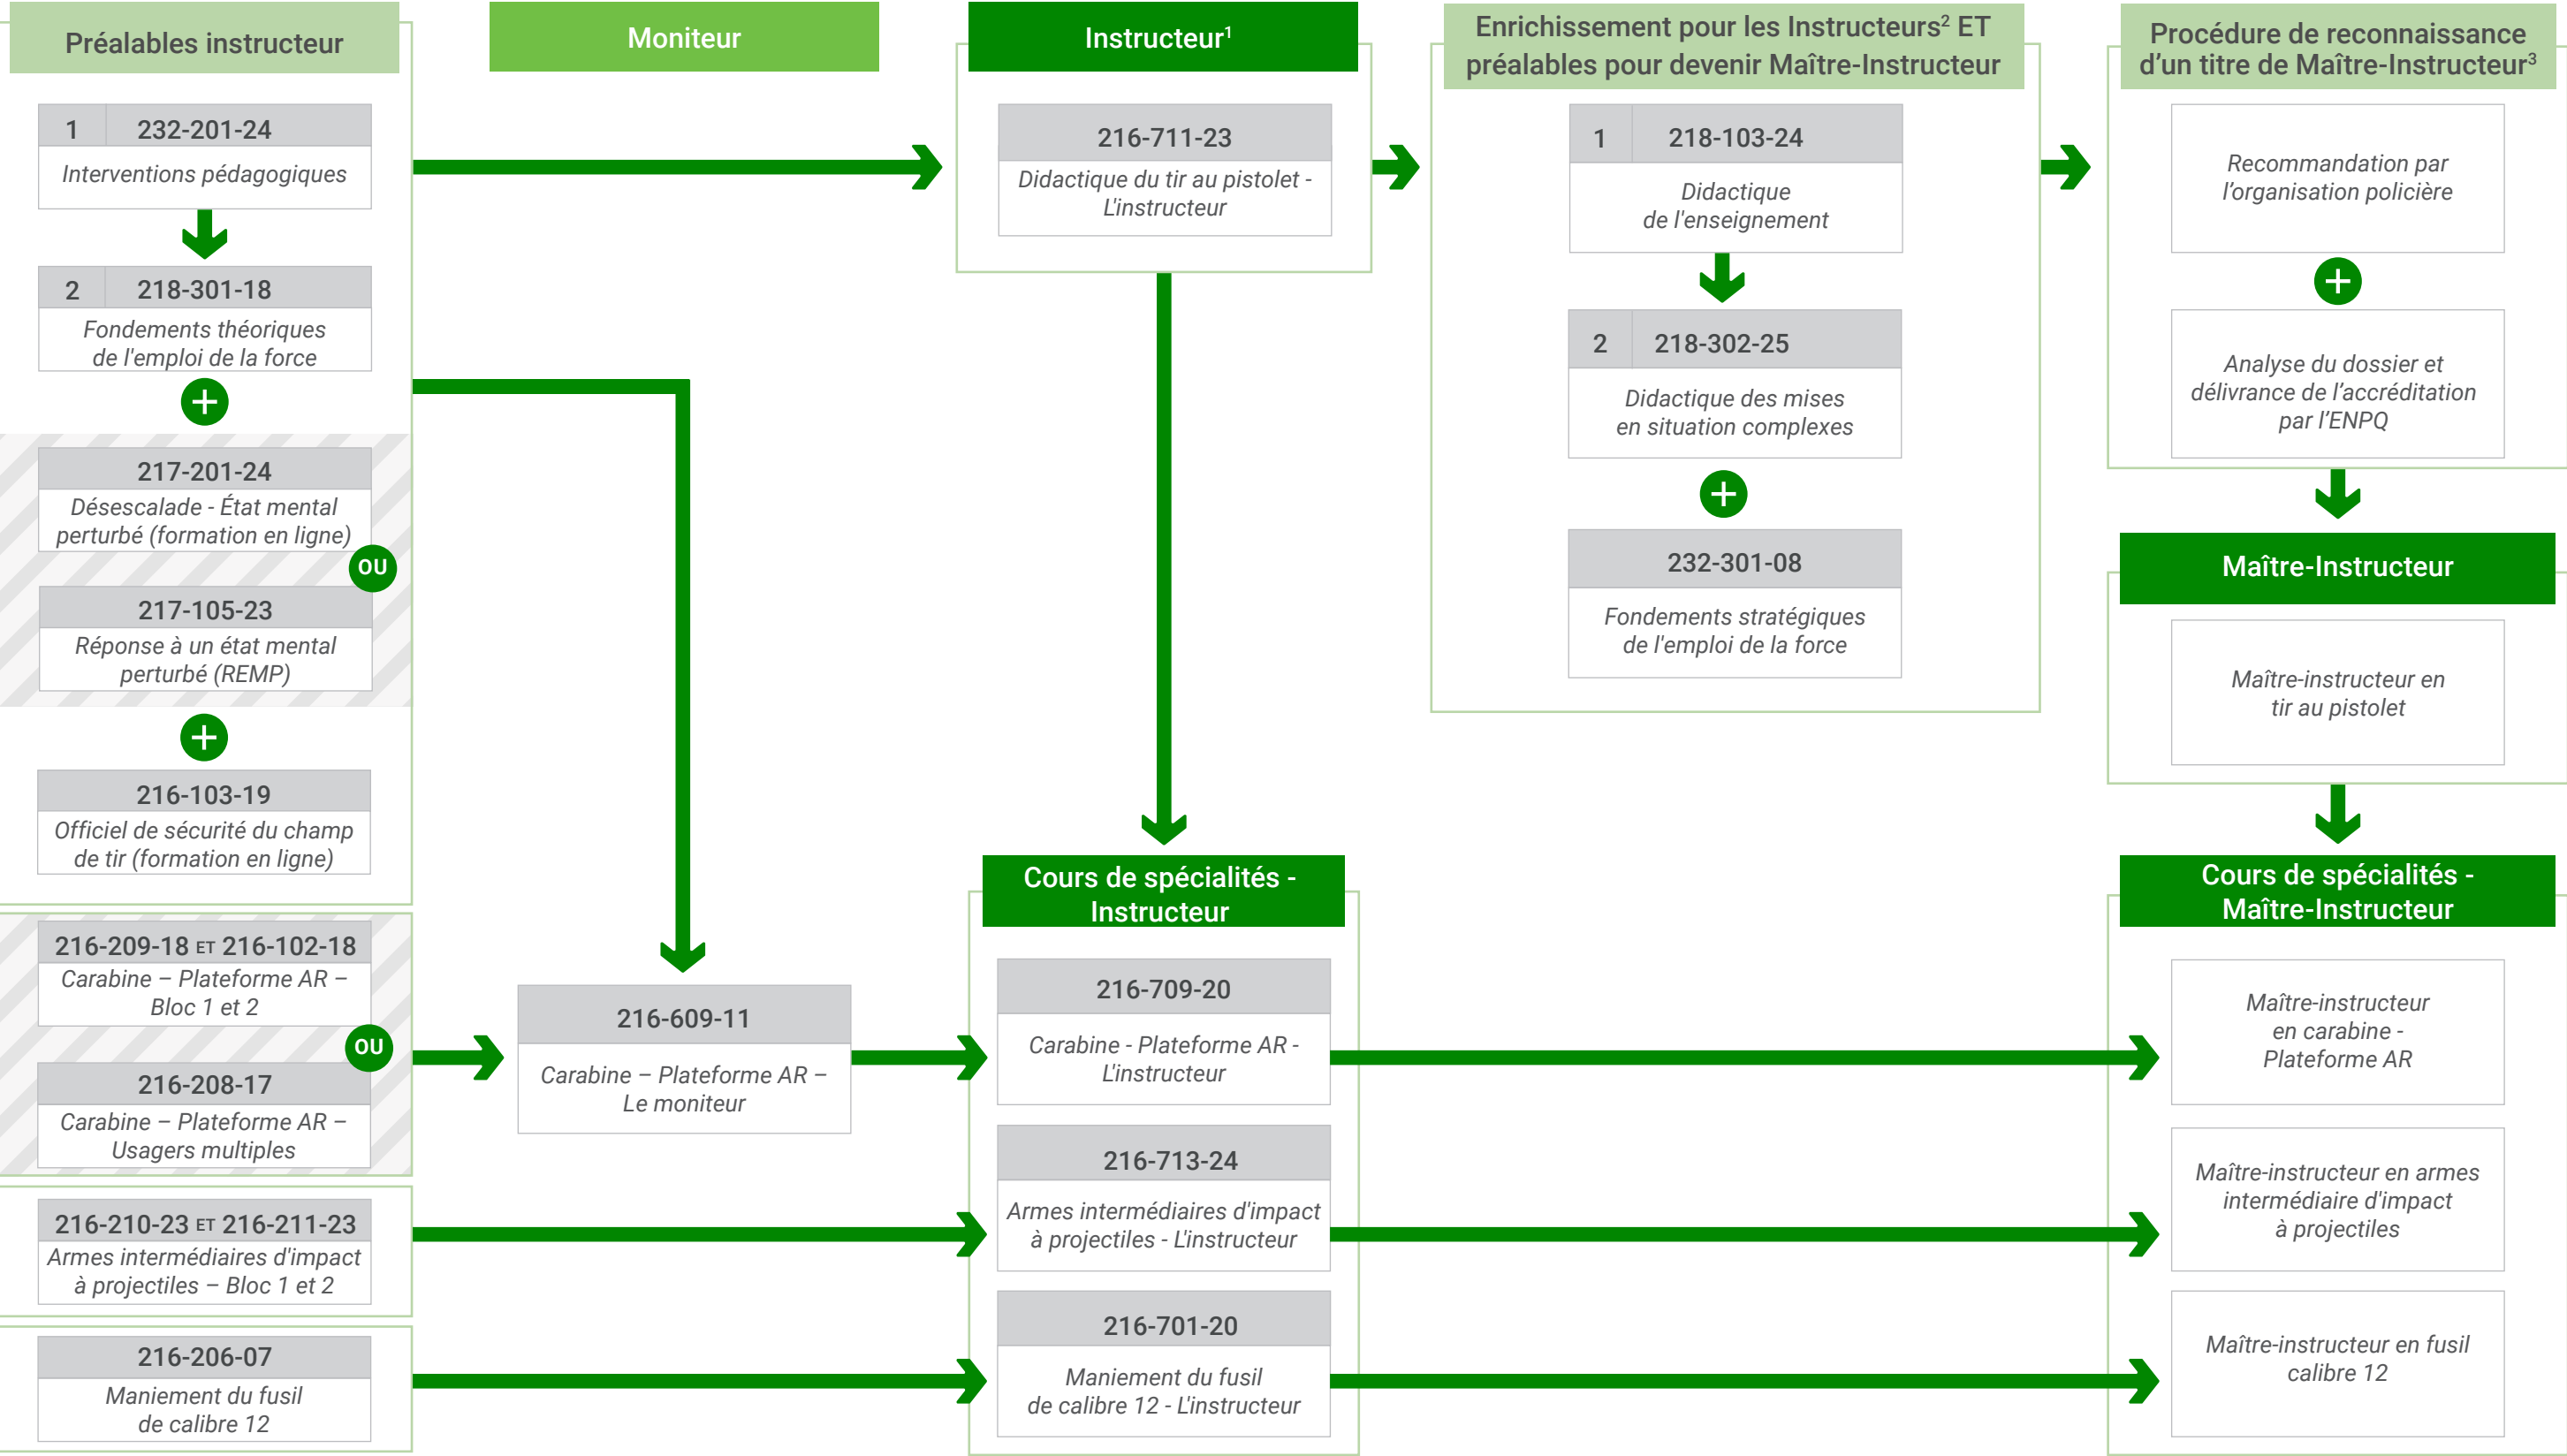 Préalables instructeur
1 232-201-24
Interventions pédagogiques
2 218-301-18
Fondements théoriques
de l'emploi de la force
+
217-201-24
Désescalade - État mental
perturbé (formation en ligne)
OU
217-105-23
Réponse à un état mental
perturbé (REMP)
+
216-103-19
Officiel de sécurité du champ
de tir (formation en ligne)
216-209-18 ET 216-102-18
Carabine – Plateforme AR –
Bloc 1 et 2
OU
216-208-17
Carabine – Plateforme AR –
Usagers multiples
216-210-23 ET 216-211-23
Armes intermédiaires d'impact
à projectiles – Bloc 1 et 2
216-206-07
Maniement du fusil
de calibre 12
Moniteur
216-609-11
Carabine – Plateforme AR –
Le moniteur
Instructeur¹
216-711-23
Didactique du tir au pistolet -
L'instructeur
Cours de spécialités -
Instructeur
216-709-20
Carabine - Plateforme AR -
L'instructeur
216-713-24
Armes intermédiaires d'impact
à projectiles - L'instructeur
216-701-20
Maniement du fusil
de calibre 12 - L'instructeur
Enrichissement pour les Instructeurs² ET
préalables pour devenir Maître-Instructeur
1 218-103-24
Didactique
de l'enseignement
2 218-302-25
Didactique des mises
en situation complexes
+
232-301-08
Fondements stratégiques
de l'emploi de la force
Procédure de reconnaissance
d’un titre de Maître-Instructeur³
Recommandation par
l’organisation policière
+
Analyse du dossier et
délivrance de l’accréditation
par l’ENPQ
Maître-Instructeur
Maître-instructeur en
tir au pistolet
Cours de spécialités -
Maître-Instructeur
Maître-instructeur
en carabine -
Plateforme AR
Maître-instructeur en armes
intermédiaire d'impact
à projectiles
Maître-instructeur en fusil
calibre 12